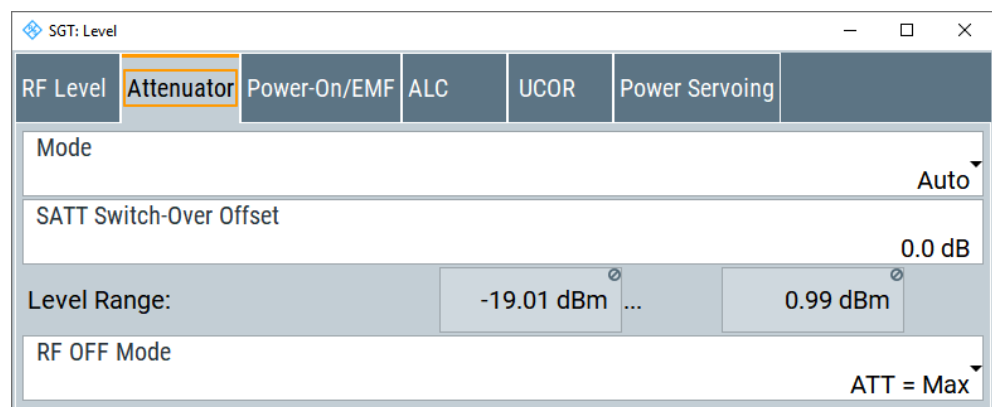 SGT: Level
RF Level Attenuator Power-On/EMF ALC UCOR Power Servoing
Mode
Auto
SATT Switch-Over Offset
0.0 dB
Level Range: -19.01 dBm ... 0.99 dBm
RF OFF Mode
ATT = Max